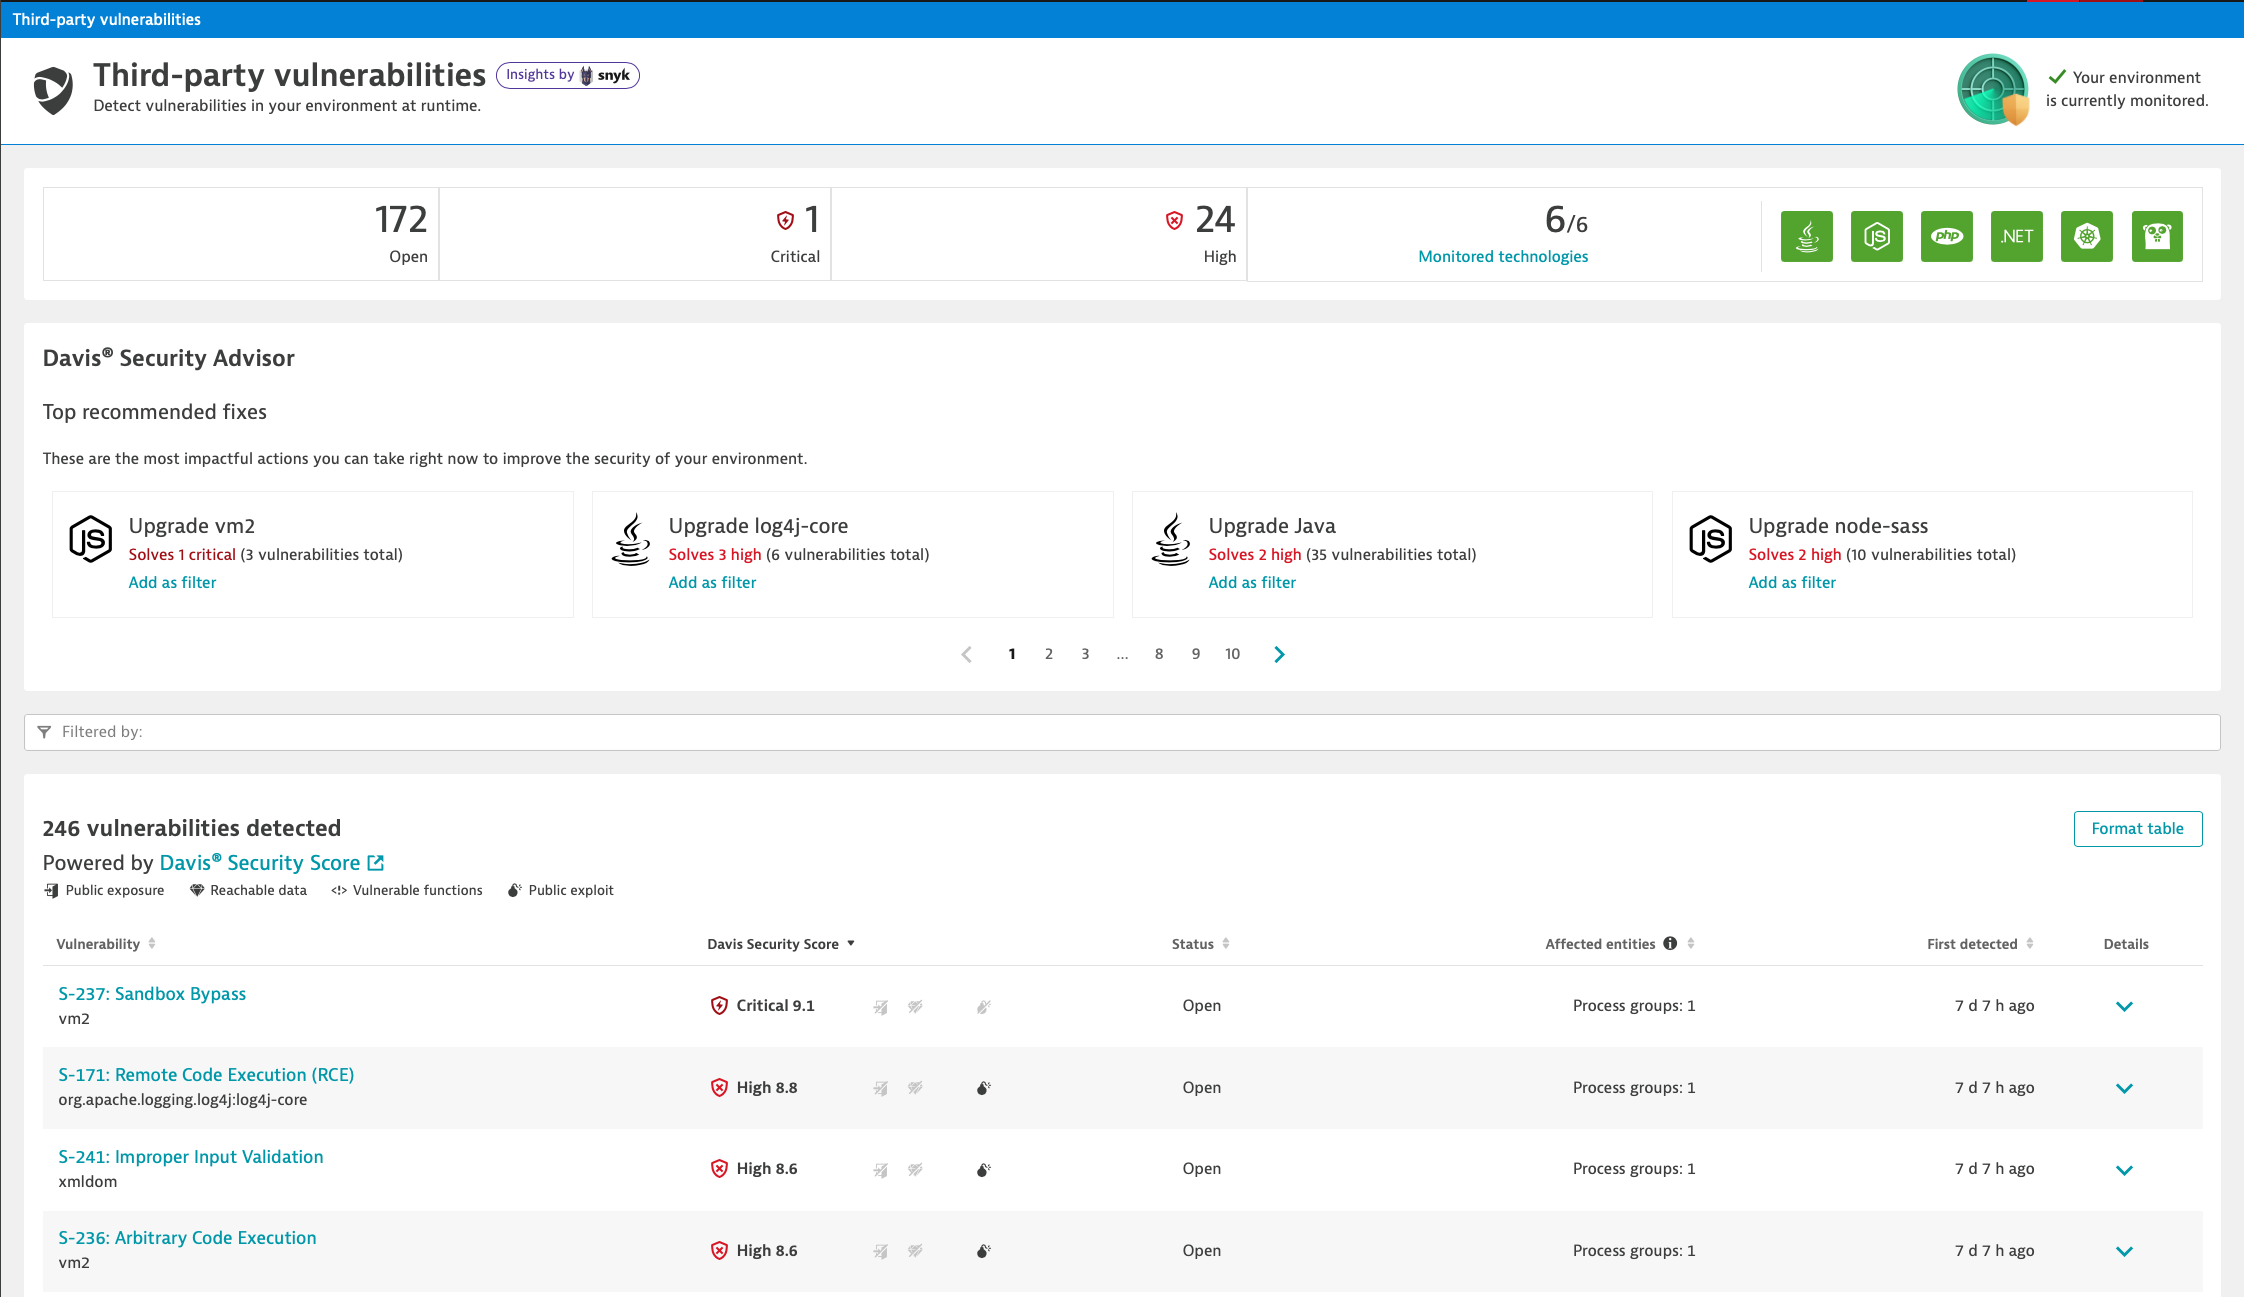 Third-party vulnerabilities
Third-party vulnerabilities Insights by snyk
Detect vulnerabilities in your environment at runtime.
Your environment
is currently monitored.
172
Open
1
Critical
24
High
6/6
Monitored technologies
JS
php
.NET
Davis® Security Advisor
Top recommended fixes
These are the most impactful actions you can take right now to improve the security of your environment.
JS
Upgrade vm2
Solves 1 critical (3 vulnerabilities total)
Add as filter
Upgrade log4j-core
Solves 3 high (6 vulnerabilities total)
Add as filter
Upgrade Java
Solves 2 high (35 vulnerabilities total)
Add as filter
JS
Upgrade node-sass
Solves 2 high (10 vulnerabilities total)
Add as filter
1 2 3 ... 8 9 10
Filtered by:
246 vulnerabilities detected
Format table
Powered by Davis® Security Score
Public exposure Reachable data Vulnerable functions Public exploit
Vulnerability Davis Security Score Status Affected entities First detected Details
S-237: Sandbox Bypass
vm2
Critical 9.1 Open Process groups: 1 7 d 7 h ago
S-171: Remote Code Execution (RCE)
org.apache.logging.log4j:log4j-core
High 8.8 Open Process groups: 1 7 d 7 h ago
S-241: Improper Input Validation
xmldom
High 8.6 Open Process groups: 1 7 d 7 h ago
S-236: Arbitrary Code Execution
vm2
High 8.6 Open Process groups: 1 7 d 7 h ago